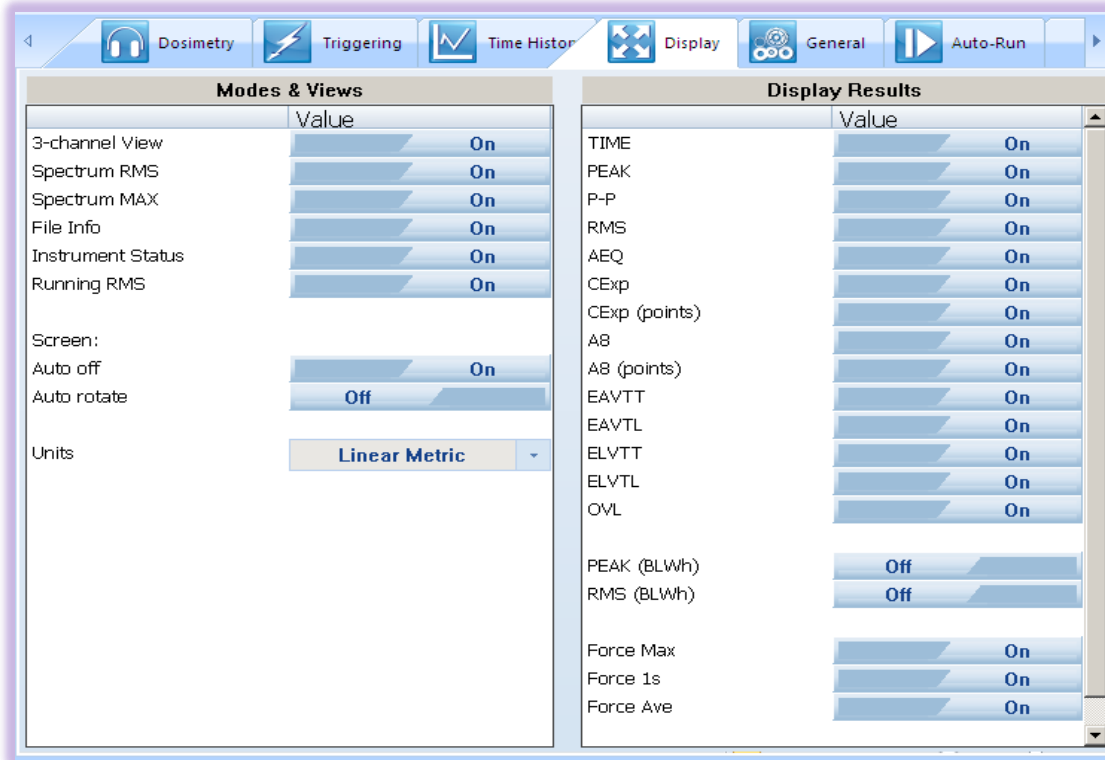 Dosimetry Triggering Time Histor Display General Auto-Run
Modes & Views
Value
3-channel View On
Spectrum RMS On
Spectrum MAX On
File Info On
Instrument Status On
Running RMS On
Screen:
Auto off On
Auto rotate Off
Units Linear Metric
Display Results
Value
TIME On
PEAK On
P-P On
RMS On
AEQ On
CExp On
CExp (points) On
A8 On
A8 (points) On
EAVTT On
EAVTL On
ELVTT On
ELVTL On
OVL On
PEAK (BLWh) Off
RMS (BLWh) Off
Force Max On
Force 1s On
Force Ave On